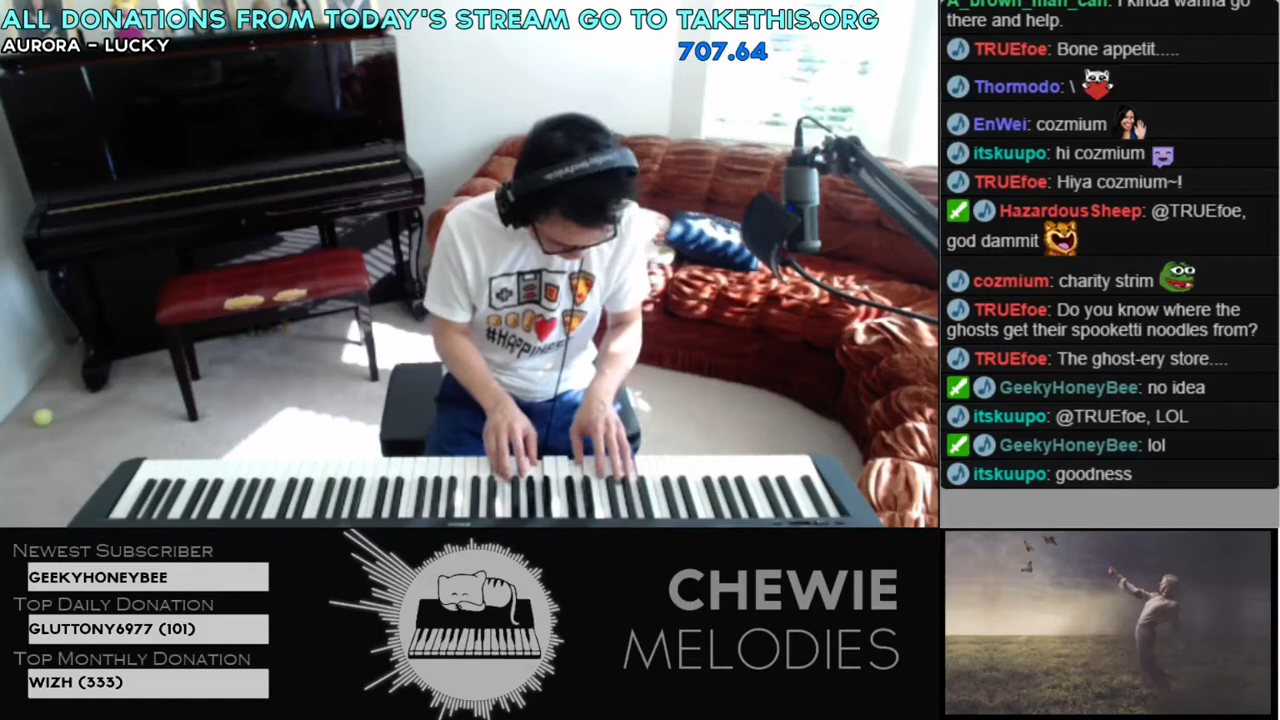 ALL DONATIONS FROM TODAY'S STREAM GO TO TAKETHIS.ORG
AURORA - LUCKY
707.64
#HAPPINESS
A_brown_man_can: I kinda wanna go
there and help.
TRUEfoe: Bone appetit.....
Thormodo: \
EnWei: cozmium
itskuupo: hi cozmium
TRUEfoe: Hiya cozmium~!
HazardousSheep: @TRUEfoe,
god dammit
cozmium: charity strim
TRUEfoe: Do you know where the
ghosts get their spooketti noodles from?
TRUEfoe: The ghost-ery store....
GeekyHoneyBee: no idea
itskuupo: @TRUEfoe, LOL
GeekyHoneyBee: lol
itskuupo: goodness
NEWEST SUBSCRIBER
GEEKYHONEYBEE
TOP DAILY DONATION
GLUTTONY6977 (101)
TOP MONTHLY DONATION
WIZH (333)
CHEWIE
MELODIES